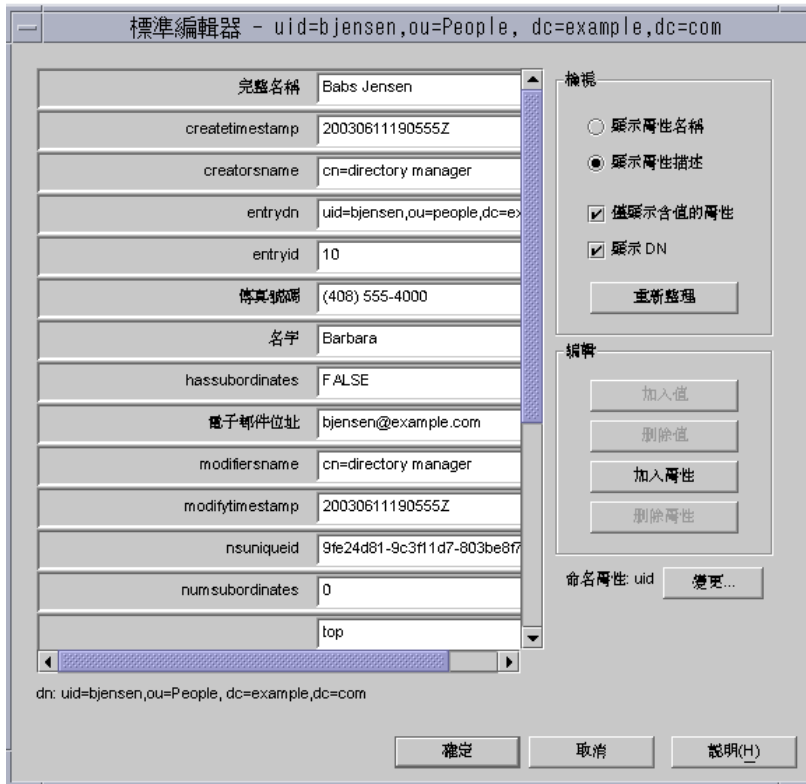 標準編輯器 - uid=bjensen,ou=People, dc=example,dc=com
完整名稱 Babs Jensen
createtimestamp 20030611190555Z
creatorsname cn=directory manager
entrydn uid=bjensen,ou=people,dc=ex
entryid 10
傳真號碼 (408) 555-4000
名字 Barbara
hassubordinates FALSE
電子郵件位址 bjensen@example.com
modifiersname cn=directory manager
modifytimestamp 20030611190555Z
nsuniqueid 9fe24d81-9c3f11d7-803be8f7
numsubordinates 0
top
dn: uid=bjensen,ou=People, dc=example,dc=com
檢視
顯示屬性名稱
顯示屬性描述
僅顯示含值的屬性
顯示 DN
重新整理
編輯
加入值
刪除值
加入屬性
刪除屬性
命名屬性: uid 變更...
確定 取消 說明(H)